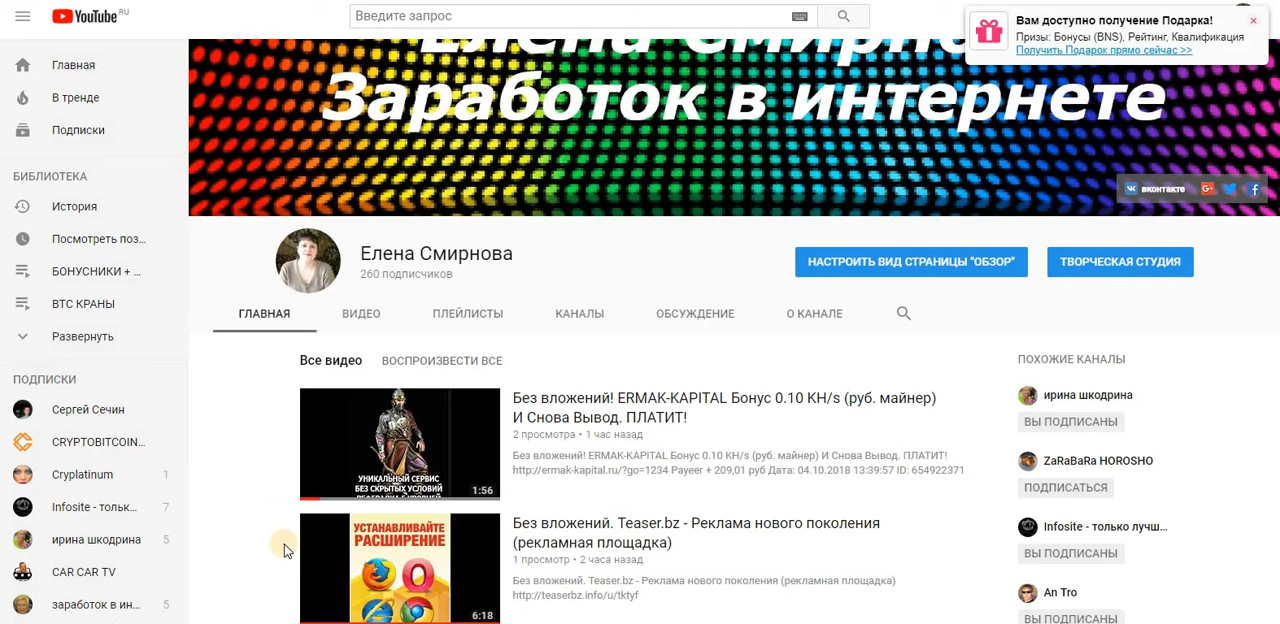 YouTube RU
Введите запрос
Вам доступно получение Подарка!
Призы: Бонусы (BNS), Рейтинг, Квалификация
Получить Подарок прямо сейчас >>
Главная
В тренде
Подписки
БИБЛИОТЕКА
История
Посмотреть поз...
БОНУСНИКИ + ...
BTC КРАНЫ
Развернуть
ПОДПИСКИ
Сергей Сечин
CRYPTOBITCOIN...
Cryplatinum 1
Infosite - тольк... 7
ирина шкодрина 5
CAR CAR TV
заработок в ин... 5
Елена Смирнова
Заработок в интернете
вконтакте
Елена Смирнова
260 подписчиков
НАСТРОИТЬ ВИД СТРАНИЦЫ "ОБЗОР"
ТВОРЧЕСКАЯ СТУДИЯ
ГЛАВНАЯ
ВИДЕО
ПЛЕЙЛИСТЫ
КАНАЛЫ
ОБСУЖДЕНИЕ
О КАНАЛЕ
Все видео
ВОСПРОИЗВЕСТИ ВСЕ
УНИКАЛЬНЫЙ СЕРВИС
БЕЗ СКРЫТЫХ УСЛОВИЙ
1:56
Без вложений! ERMAK-KAPITAL Бонус 0.10 KH/s (руб. майнер)
И Снова Вывод. ПЛАТИТ!
2 просмотра • 1 час назад
Без вложений! ERMAK-KAPITAL Бонус 0.10 KH/s (руб. майнер) И Снова Вывод. ПЛАТИТ!
http://ermak-kapital.ru/?go=1234 Payeer + 209,01 руб Дата: 04.10.2018 13:39:57 ID: 654922371
УСТАНАВЛИВАЙТЕ
РАСШИРЕНИЕ
6:18
Без вложений. Teaser.bz - Реклама нового поколения
(рекламная площадка)
1 просмотр • 2 часа назад
Без вложений. Teaser.bz - Реклама нового поколения (рекламная площадка)
http://teaserbz.info/u/tktyf
ПОХОЖИЕ КАНАЛЫ
ирина шкодрина
ВЫ ПОДПИСАНЫ
ZaRaBaRa HOROSHO
ПОДПИСАТЬСЯ
Infosite - только лучш...
ВЫ ПОДПИСАНЫ
An Tro
ВЫ ПОДПИСАНЫ